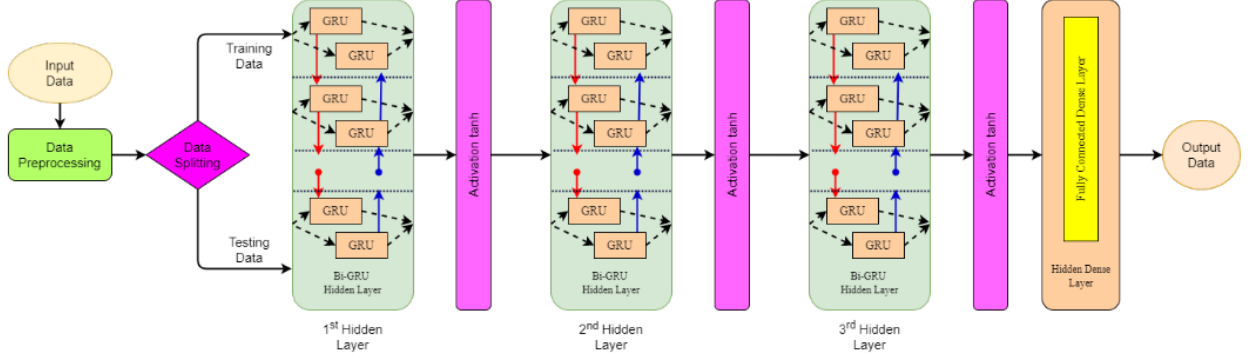 Input
Data
Data
Preprocessing
Data
Splitting
Training
Data
Testing
Data
GRU
GRU
GRU
GRU
GRU
GRU
Bi-GRU
Hidden Layer
1st Hidden
Layer
Activation tanh
GRU
GRU
GRU
GRU
GRU
GRU
Bi-GRU
Hidden Layer
2nd Hidden
Layer
Activation tanh
GRU
GRU
GRU
GRU
GRU
GRU
Bi-GRU
Hidden Layer
3rd Hidden
Layer
Activation tanh
Fully Connected Dense Layer
Hidden Dense
Layer
Output
Data